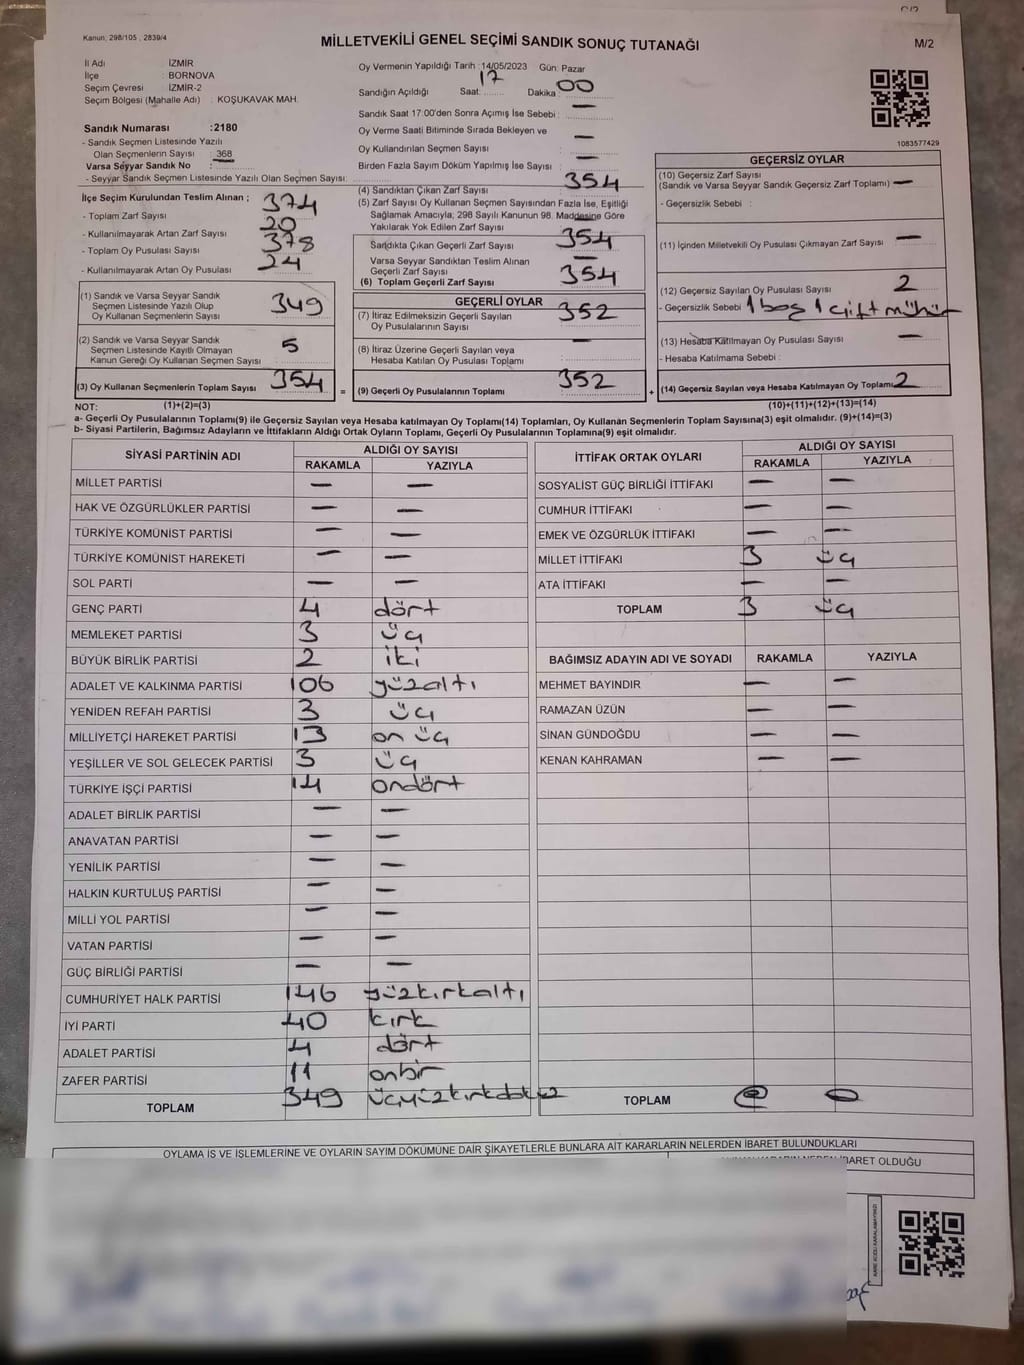 Kanun: 298/105 , 2839/4
MİLLETVEKİLİ GENEL SEÇİMİ SANDIK SONUÇ TUTANAĞI
M/2
İl Adı İZMİR
İlçe : BORNOVA
Seçim Çevresi : İZMİR-2
Seçim Bölgesi (Mahalle Adı) : KOŞUKAVAK MAH.
Oy Vermenin Yapıldığı Tarih : 14/05/2023 Gün: Pazar
Sandığın Açıldığı Saat: 17 Dakika : 00
Sandık Saat 17:00'den Sonra Açılmış İse Sebebi : —
Oy Verme Saati Bitiminde Sırada Bekleyen ve
Oy Kullandırılan Seçmen Sayısı : —
Birden Fazla Sayım Döküm Yapılmış İse Sayısı : —
Sandık Numarası :2180
- Sandık Seçmen Listesinde Yazılı
Olan Seçmenlerin Sayısı : 368
Varsa Seyyar Sandık No : —
- Seyyar Sandık Seçmen Listesinde Yazılı Olan Seçmen Sayısı:
1083577429
İlçe Seçim Kurulundan Teslim Alınan ;
- Toplam Zarf Sayısı : 374
- Kullanılmayarak Artan Zarf Sayısı : 20
- Toplam Oy Pusulası Sayısı : 378
- Kullanılmayarak Artan Oy Pusulası : 24
(4) Sandıktan Çıkan Zarf Sayısı : 354
(5) Zarf Sayısı Oy Kullanan Seçmen Sayısından Fazla İse, Eşitliği
Sağlamak Amacıyla; 298 Sayılı Kanunun 98. Maddesine Göre
Yakılarak Yok Edilen Zarf Sayısı : —
Sandıkta Çıkan Geçerli Zarf Sayısı : 354
Varsa Seyyar Sandıktan Teslim Alınan
Geçerli Zarf Sayısı : —
(6) Toplam Geçerli Zarf Sayısı : 354
GEÇERSİZ OYLAR
(10) Geçersiz Zarf Sayısı
(Sandık ve Varsa Seyyar Sandık Geçersiz Zarf Toplamı) : —
- Geçersizlik Sebebi :
(11) İçinden Milletvekili Oy Pusulası Çıkmayan Zarf Sayısı : —
(12) Geçersiz Sayılan Oy Pusulası Sayısı : 2
- Geçersizlik Sebebi : 1 boş 1 çift mühür
(13) Hesaba Katılmayan Oy Pusulası Sayısı : —
- Hesaba Katılmama Sebebi :
(14) Geçersiz Sayılan veya Hesaba Katılmayan Oy Toplamı: 2
(10)+(11)+(12)+(13)=(14)
(1) Sandık ve Varsa Seyyar Sandık
Seçmen Listesinde Yazılı Olup
Oy Kullanan Seçmenlerin Sayısı : 349
(2) Sandık ve Varsa Seyyar Sandık
Seçmen Listesinde Kayıtlı Olmayan
Kanun Gereği Oy Kullanan Seçmen Sayısı : 5
(3) Oy Kullanan Seçmenlerin Toplam Sayısı : 354 =
GEÇERLİ OYLAR
(7) İtiraz Edilmeksizin Geçerli Sayılan
Oy Pusulalarının Sayısı : 352
(8) İtiraz Üzerine Geçerli Sayılan veya
Hesaba Katılan Oy Pusulası Toplamı : —
(9) Geçerli Oy Pusulalarının Toplamı : 352 +
NOT: (1)+(2)=(3)
a- Geçerli Oy Pusulalarının Toplamı(9) ile Geçersiz Sayılan veya Hesaba katılmayan Oy Toplamı(14) Toplamları, Oy Kullanan Seçmenlerin Toplam Sayısına(3) eşit olmalıdır. (9)+(14)=(3)
b- Siyasi Partilerin, Bağımsız Adayların ve İttifakların Aldığı Ortak Oyların Toplamı, Geçerli Oy Pusulalarının Toplamına(9) eşit olmalıdır.
SİYASİ PARTİNİN ADI
ALDIĞI OY SAYISI
RAKAMLA YAZIYLA
MİLLET PARTİSİ — —
HAK VE ÖZGÜRLÜKLER PARTİSİ — —
TÜRKİYE KOMÜNİST PARTİSİ — —
TÜRKİYE KOMÜNİST HAREKETİ — —
SOL PARTİ — —
GENÇ PARTİ 4 dört
MEMLEKET PARTİSİ 3 üç
BÜYÜK BİRLİK PARTİSİ 2 iki
ADALET VE KALKINMA PARTİSİ 106 yüzaltı
YENİDEN REFAH PARTİSİ 3 üç
MİLLİYETÇİ HAREKET PARTİSİ 13 on üç
YEŞİLLER VE SOL GELECEK PARTİSİ 3 üç
TÜRKİYE İŞÇİ PARTİSİ 14 ondört
ADALET BİRLİK PARTİSİ — —
ANAVATAN PARTİSİ — —
YENİLİK PARTİSİ — —
HALKIN KURTULUŞ PARTİSİ — —
MİLLİ YOL PARTİSİ — —
VATAN PARTİSİ — —
GÜÇ BİRLİĞİ PARTİSİ — —
CUMHURİYET HALK PARTİSİ 146 yüzkırkaltı
İYİ PARTİ 40 kırk
ADALET PARTİSİ 4 dört
ZAFER PARTİSİ 11 onbir
TOPLAM 349 üçyüzkırkdokuz
İTTİFAK ORTAK OYLARI
ALDIĞI OY SAYISI
RAKAMLA YAZIYLA
SOSYALİST GÜÇ BİRLİĞİ İTTİFAKI — —
CUMHUR İTTİFAKI — —
EMEK VE ÖZGÜRLÜK İTTİFAKI — —
MİLLET İTTİFAKI 3 üç
ATA İTTİFAKI — —
TOPLAM 3 üç
BAĞIMSIZ ADAYIN ADI VE SOYADI RAKAMLA YAZIYLA
MEHMET BAYINDIR — —
RAMAZAN ÜZÜN — —
SİNAN GÜNDOĞDU — —
KENAN KAHRAMAN — —
TOPLAM
OYLAMA İŞ VE İŞLEMLERİNE VE OYLARIN SAYIM DÖKÜMÜNE DAİR ŞİKAYETLERLE BUNLARA AİT KARARLARIN NELERDEN İBARET BULUNDUKLARI
İBARET OLDUĞU
KARE KODU KARALAMAYINIZ!